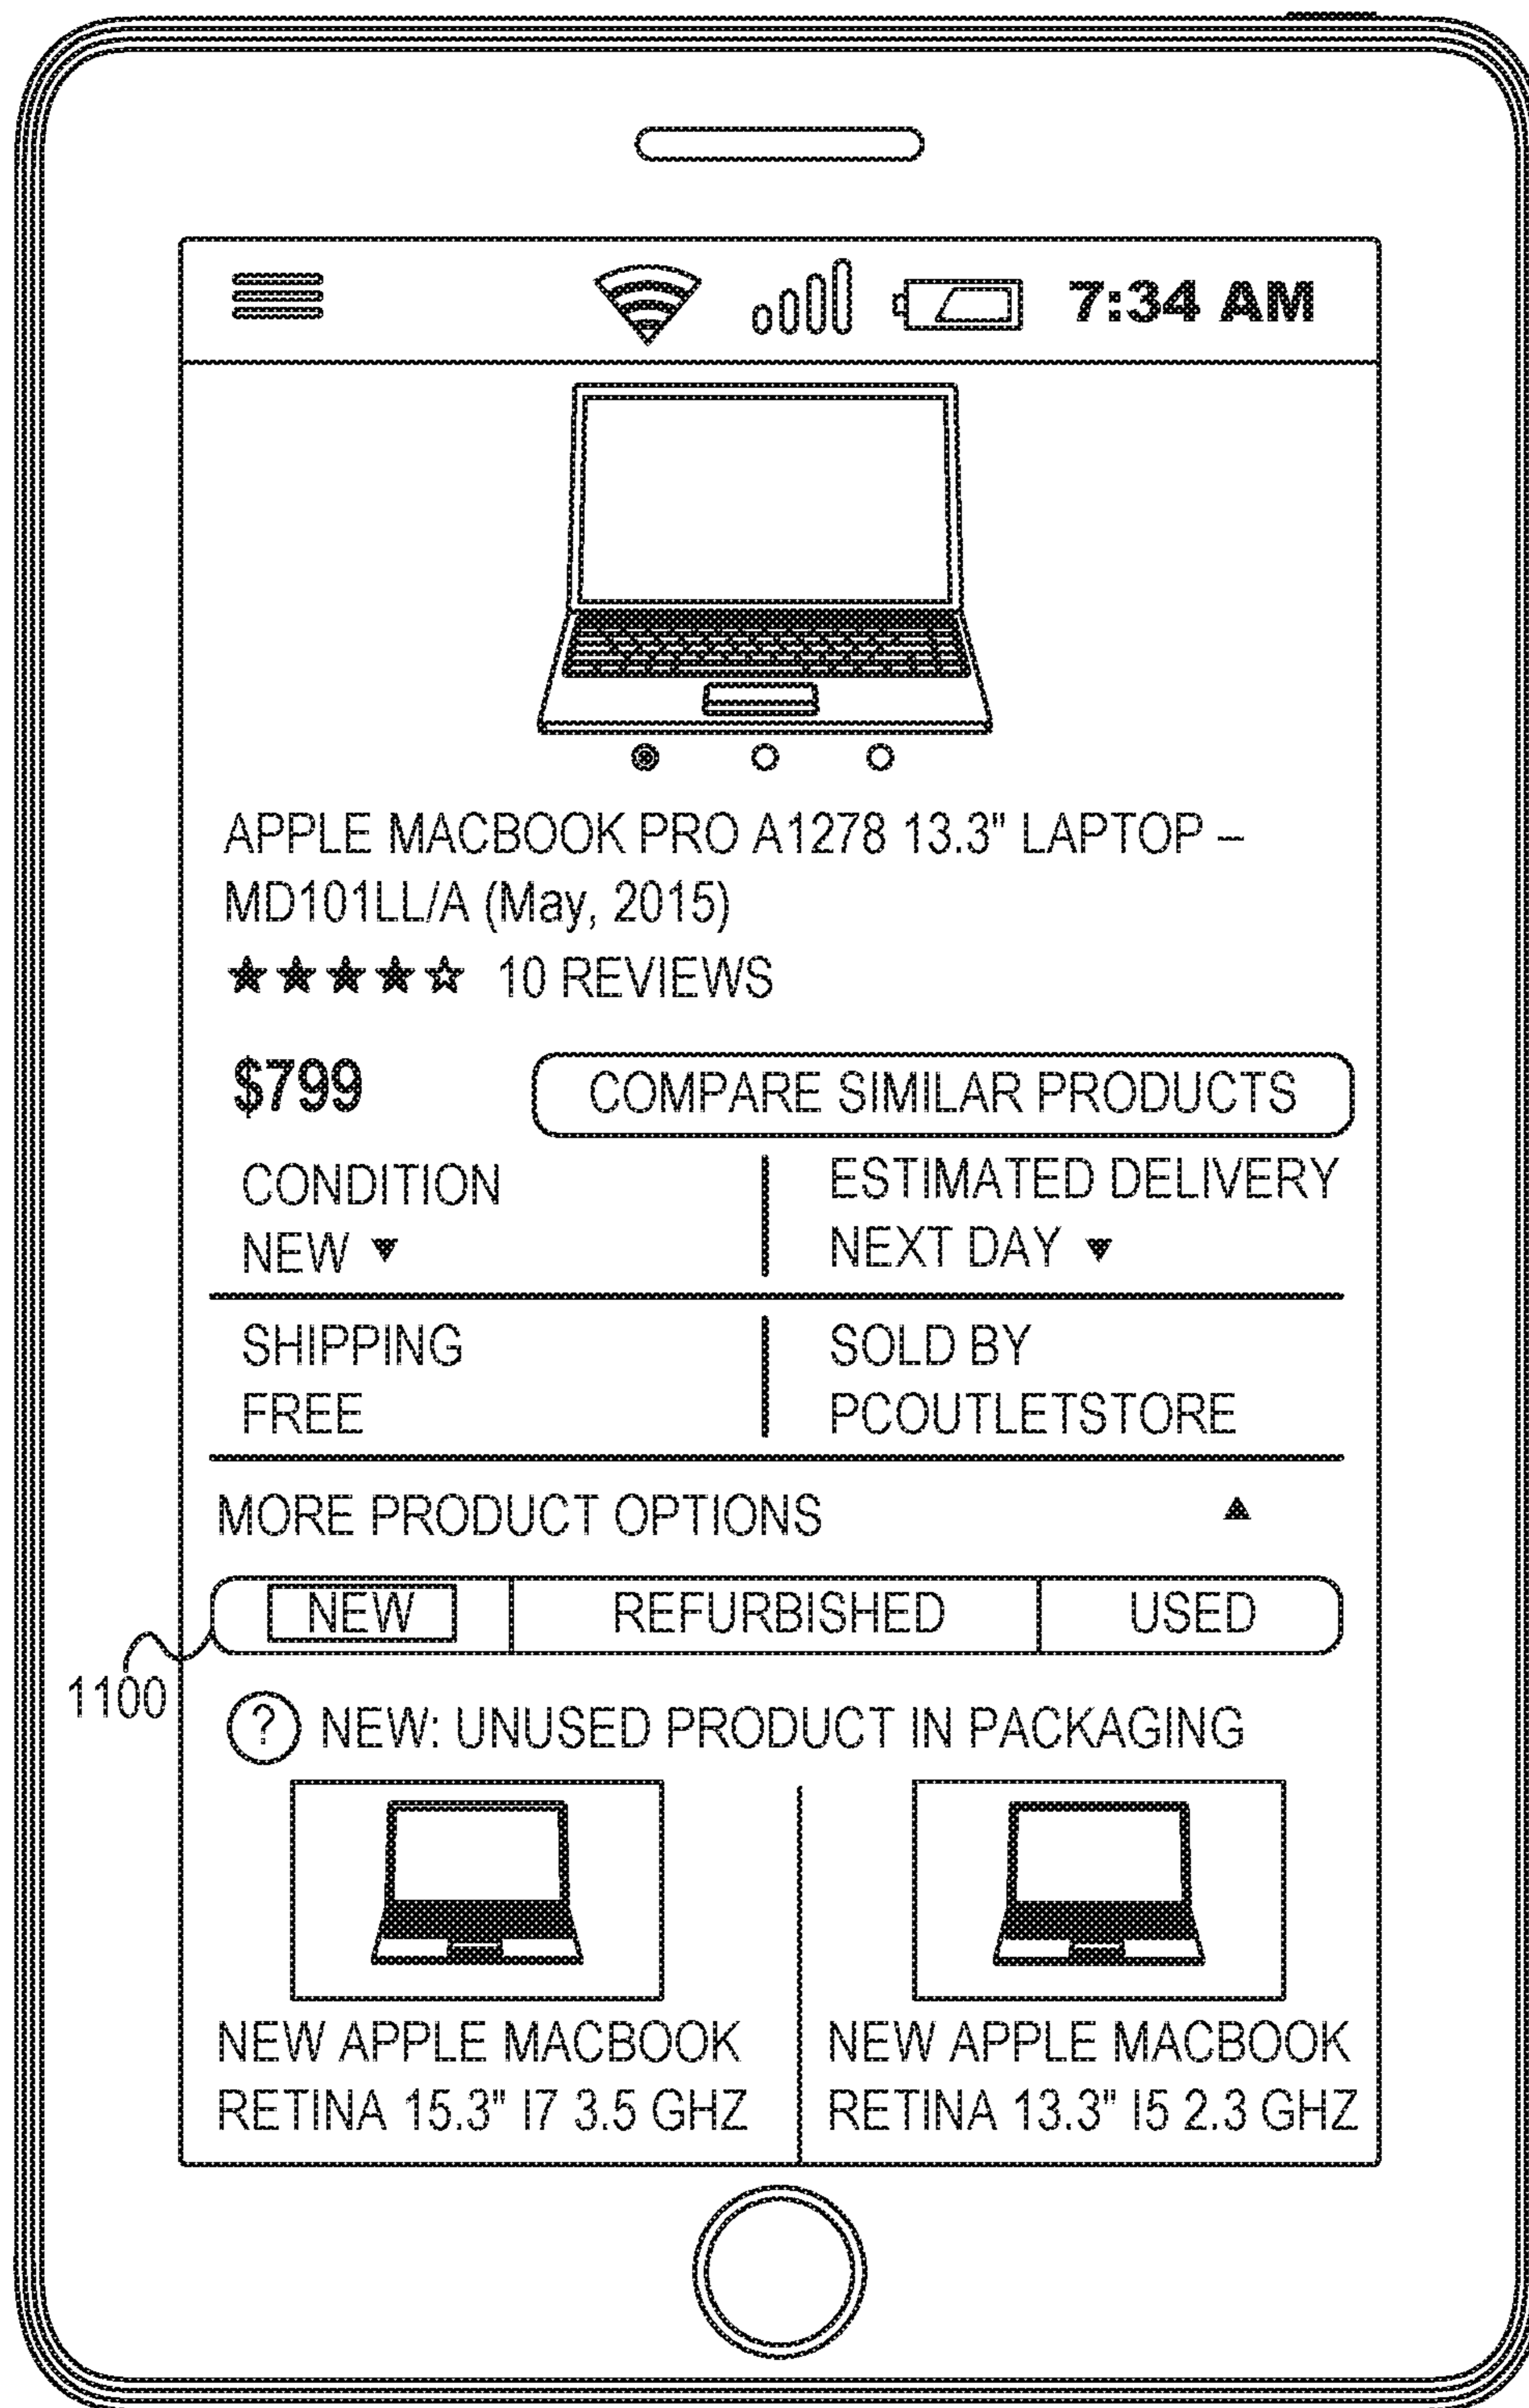 7:34 AM
APPLE MACBOOK PRO A1278 13.3" LAPTOP –
MD101LL/A (May, 2015)
10 REVIEWS
$799
COMPARE SIMILAR PRODUCTS
CONDITION
NEW
ESTIMATED DELIVERY
NEXT DAY
SHIPPING
FREE
SOLD BY
PCOUTLETSTORE
MORE PRODUCT OPTIONS
NEW
REFURBISHED
USED
1100
? NEW: UNUSED PRODUCT IN PACKAGING
NEW APPLE MACBOOK
RETINA 15.3" I7 3.5 GHZ
NEW APPLE MACBOOK
RETINA 13.3" I5 2.3 GHZ